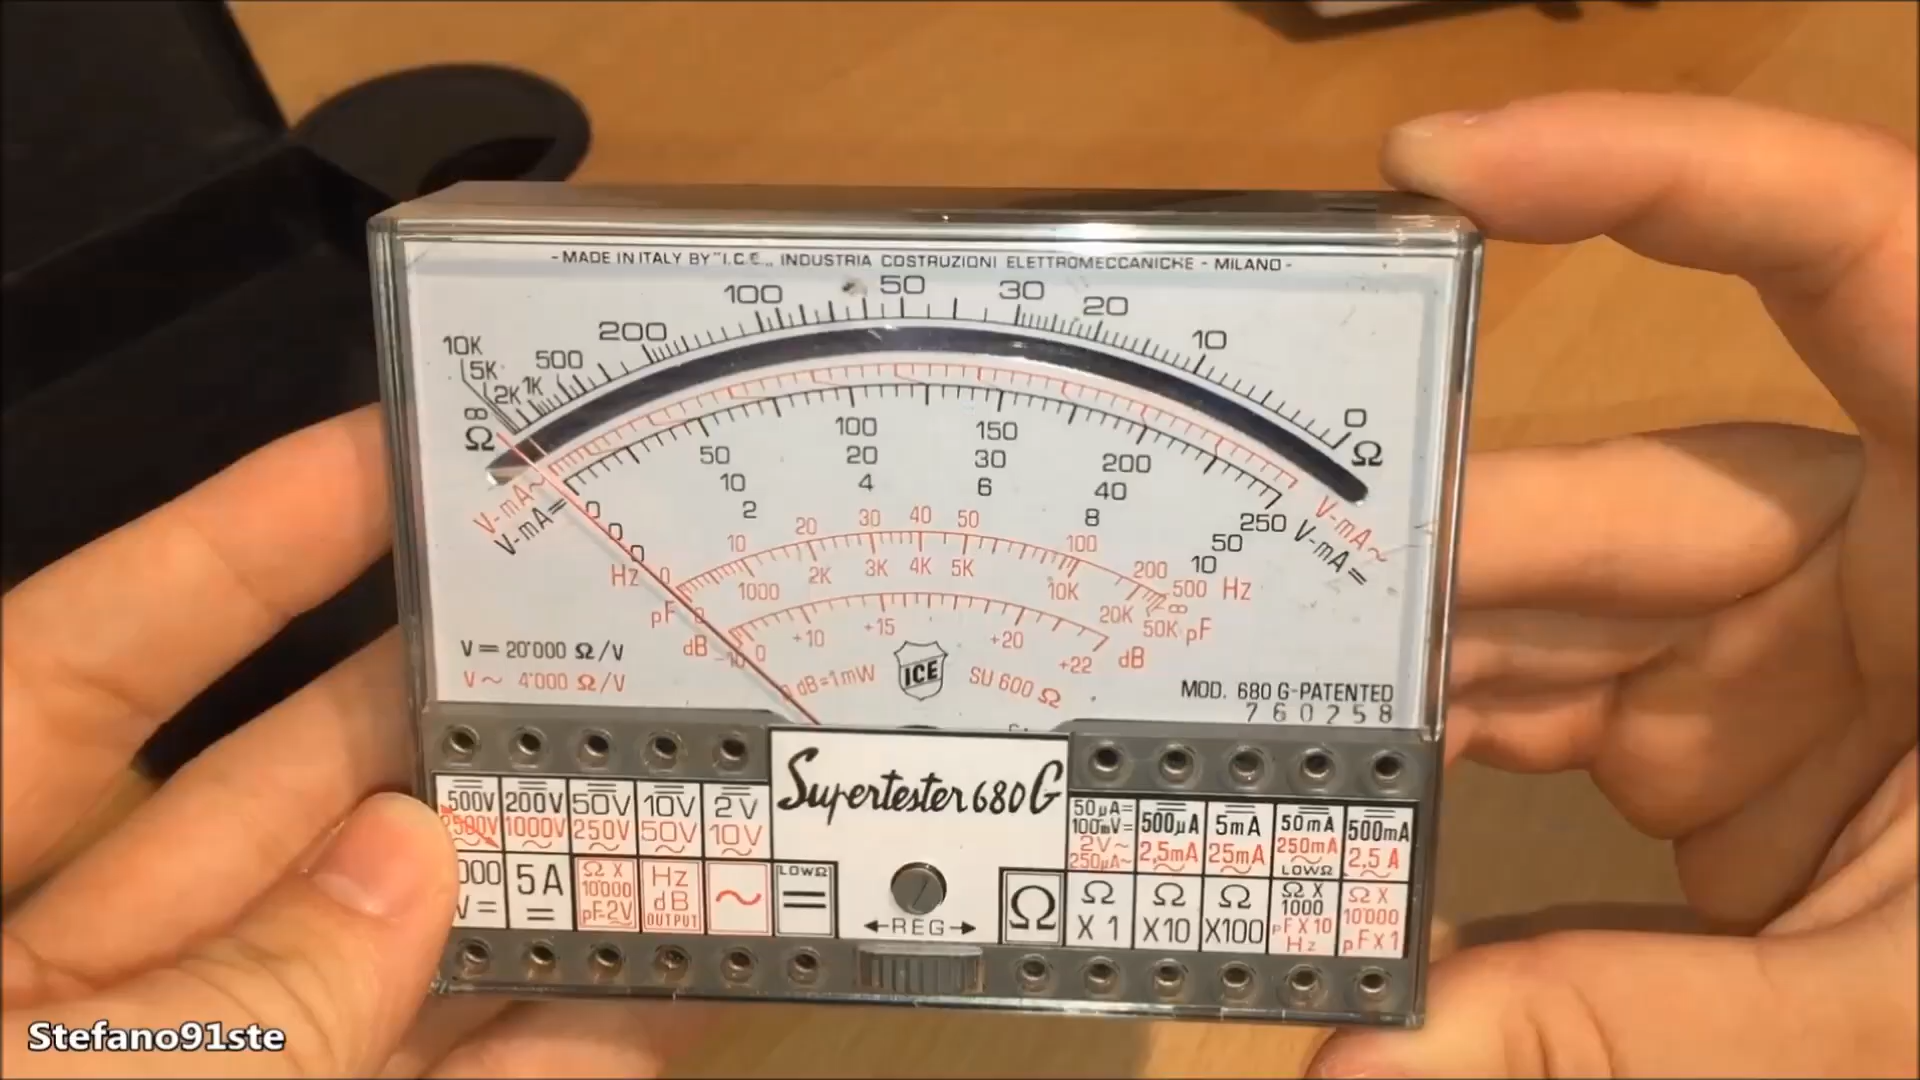 - MADE IN ITALY BY "I.C.E.„ INDUSTRIA COSTRUZIONI ELETTROMECCANICHE - MILANO -
10K 5K 2K 1K 500 200 100 50 30 20 10 0
∞
Ω Ω
V-mA~ V-mA~
V-mA= V-mA=
0 50 100 150 200 250
0 10 20 30 40 50
0 2 4 6 8 10
Hz 0 10 20 30 40 50 100 200 500 Hz
pF 0 1000 2K 3K 4K 5K 10K 20K 50K ∞ pF
dB -10 0 +10 +15 +20 +22 dB
0 dB=1mW ICE SU 600 Ω
V= 20'000 Ω/V
V~ 4'000 Ω/V
MOD. 680 G-PATENTED
760258
Supertester 680 G
500V 200V 50V 10V 2V
2500V 1000V 250V 50V 10V
5A
=
Ω X
10'000
pF-2V
Hz
dB
OUTPUT
~
LOWΩ
=
←REG→
Ω
50µA=
100mV=
2V~
250µA~
500µA 5mA 50mA 500mA
2,5mA 25mA 250mA 2,5 A
LOWΩ
Ω
X 1
Ω
X10
Ω
X100
Ω X
1000
pF X 10
Hz
Ω X
10'000
pF X 1
Stefano91ste